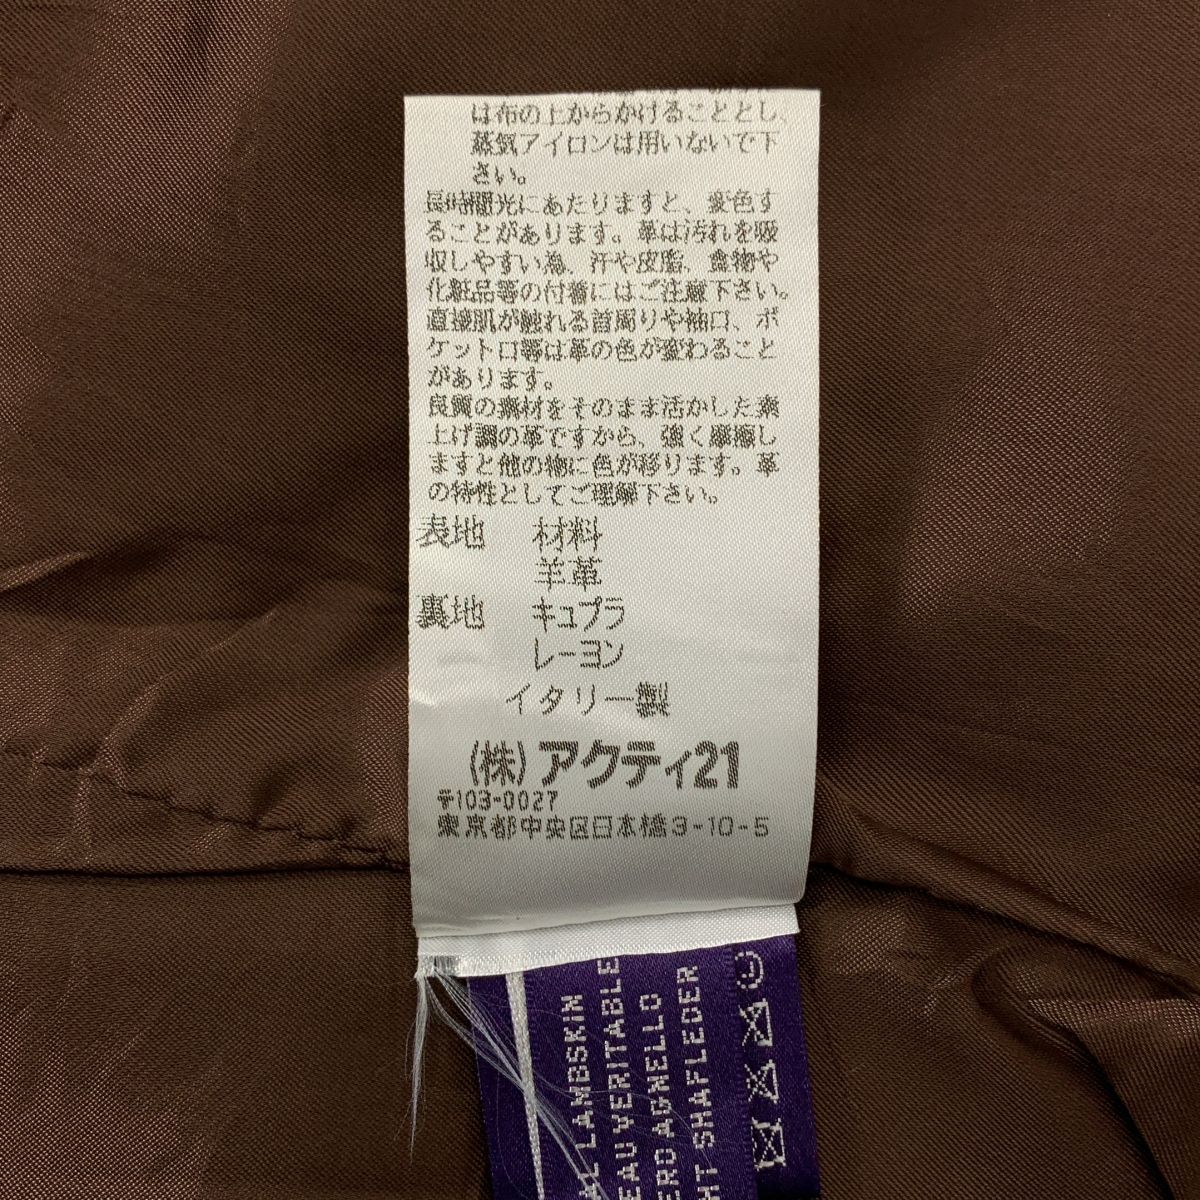 は布の上からかけることとし、
蒸気アイロンは用いないで下
さい。
長時間光にあたりますと、変色す
ることがあります。革は汚れを吸
収しやすい為、汗や皮脂、食物や
化粧品等の付着にはご注意下さい。
直接肌が触れる首周りや袖口、ポ
ケット口等は革の色が変わること
があります。
良質の素材をそのまま活かした素
上げ調の革ですから、強く摩擦し
ますと他の物に色が移ります。革
の特性としてご理解下さい。
表地 材料
羊革
裏地 キュプラ
レーヨン
イタリー製
(株)アクティ21
〒103-0027
東京都中央区日本橋3-10-5
LAMBSKIN
VERITABLE
AGNELLO
SHAFLEDER